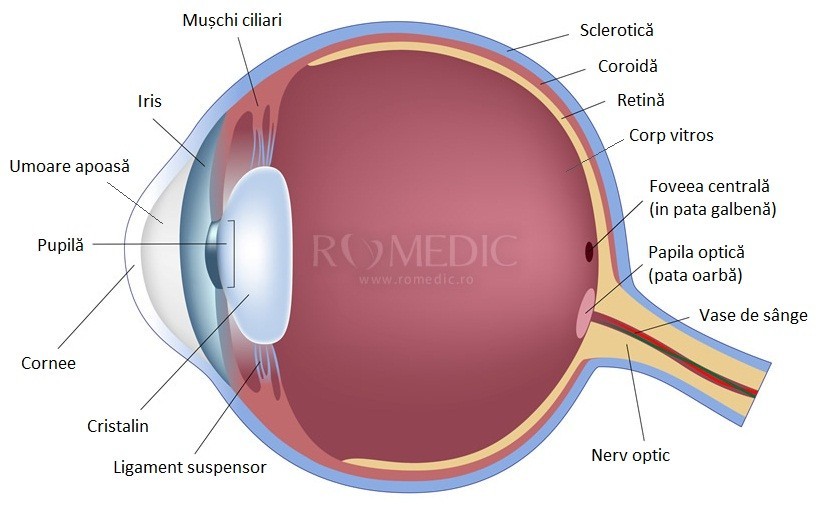 Mușchi ciliari
Iris
Umoare apoasă
Pupilă
Cornee
Cristalin
Ligament suspensor
Sclerotică
Coroidă
Retină
Corp vitros
Foveea centrală
(in pata galbenă)
Papila optică
(pata oarbă)
Vase de sânge
Nerv optic
ROMEDIC
www.romedic.ro